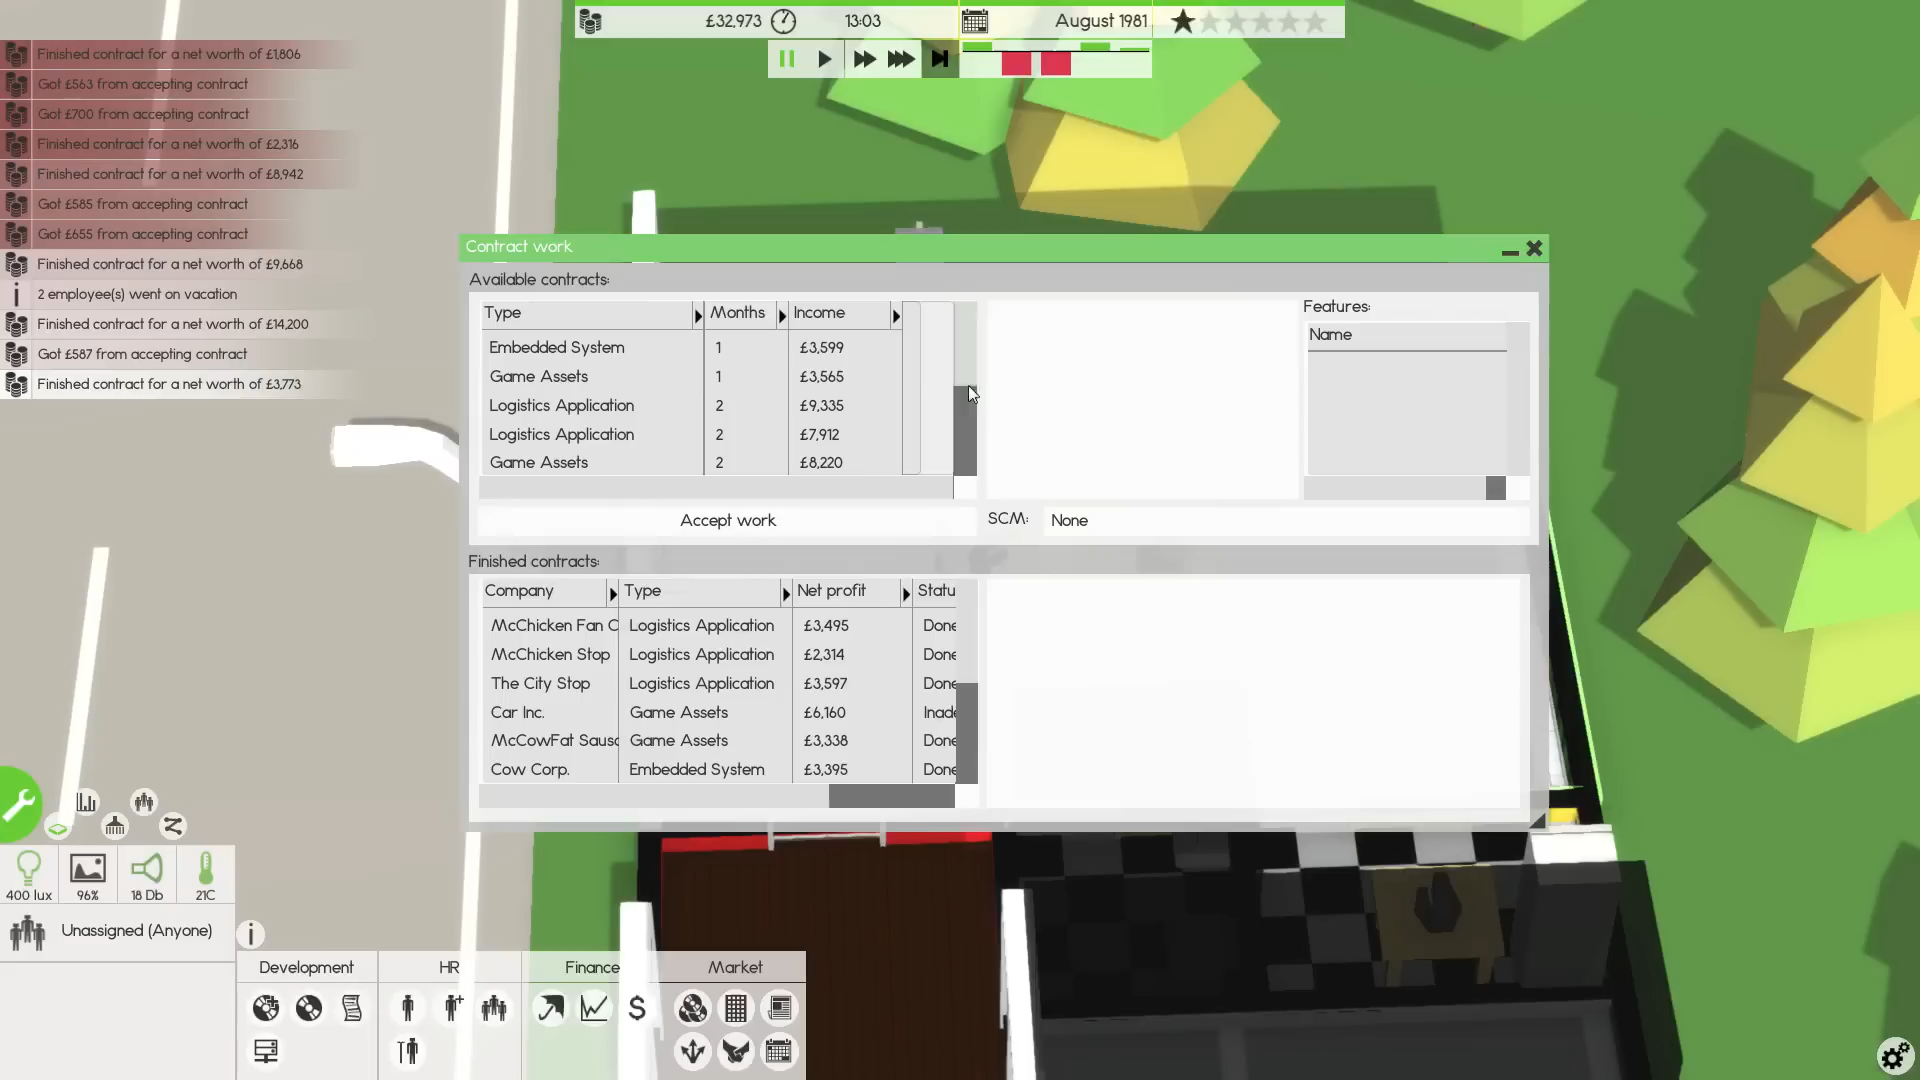 £32,973
13:03
August 1981
Finished contract for a net worth of £1,806
Got £563 from accepting contract
Got £700 from accepting contract
Finished contract for a net worth of £2,316
Finished contract for a net worth of £8,942
Got £585 from accepting contract
Got £655 from accepting contract
Finished contract for a net worth of £9,668
2 employee(s) went on vacation
Finished contract for a net worth of £14,200
Got £587 from accepting contract
Finished contract for a net worth of £3,773
Contract work
Available contracts:
Type Months Income
Embedded System 1 £3,599
Game Assets 1 £3,565
Logistics Application 2 £9,335
Logistics Application 2 £7,912
Game Assets 2 £8,220
Features:
Name
Accept work
SCM: None
Finished contracts:
Company Type Net profit Statu
McChicken Fan C Logistics Application £3,495 Done
McChicken Stop Logistics Application £2,314 Done
The City Stop Logistics Application £3,597 Done
Car Inc. Game Assets £6,160 Inade
McCowFat Sausa Game Assets £3,338 Done
Cow Corp. Embedded System £3,395 Done
400 lux 96% 18 Db 21C
Unassigned (Anyone)
Development HR Finance Market